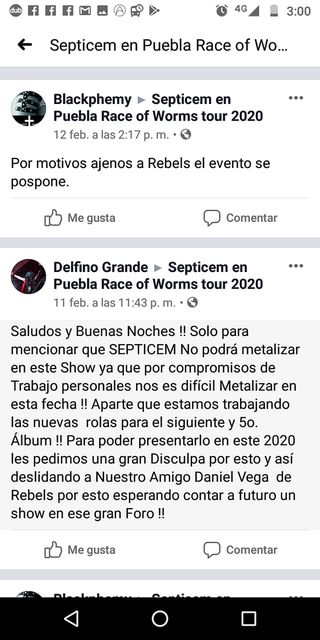 4G 3:00
Septicem en Puebla Race of Wo...
Blackphemy ► Septicem en
Puebla Race of Worms tour 2020
12 feb. a las 2:17 p. m. •
Por motivos ajenos a Rebels el evento se
pospone.
Me gusta Comentar
Delfino Grande ► Septicem en
Puebla Race of Worms tour 2020
11 feb. a las 11:43 p. m. •
Saludos y Buenas Noches !! Solo para
mencionar que SEPTICEM No podrá metalizar
en este Show ya que por compromisos de
Trabajo personales nos es difícil Metalizar en
esta fecha !! Aparte que estamos trabajando
las nuevas  rolas para el siguiente y 5o.
Álbum !! Para poder presentarlo en este 2020
les pedimos una gran Disculpa por esto y así
deslidando a Nuestro Amigo Daniel Vega  de
Rebels por esto esperando contar a futuro un
show en ese gran Foro !!
Me gusta Comentar